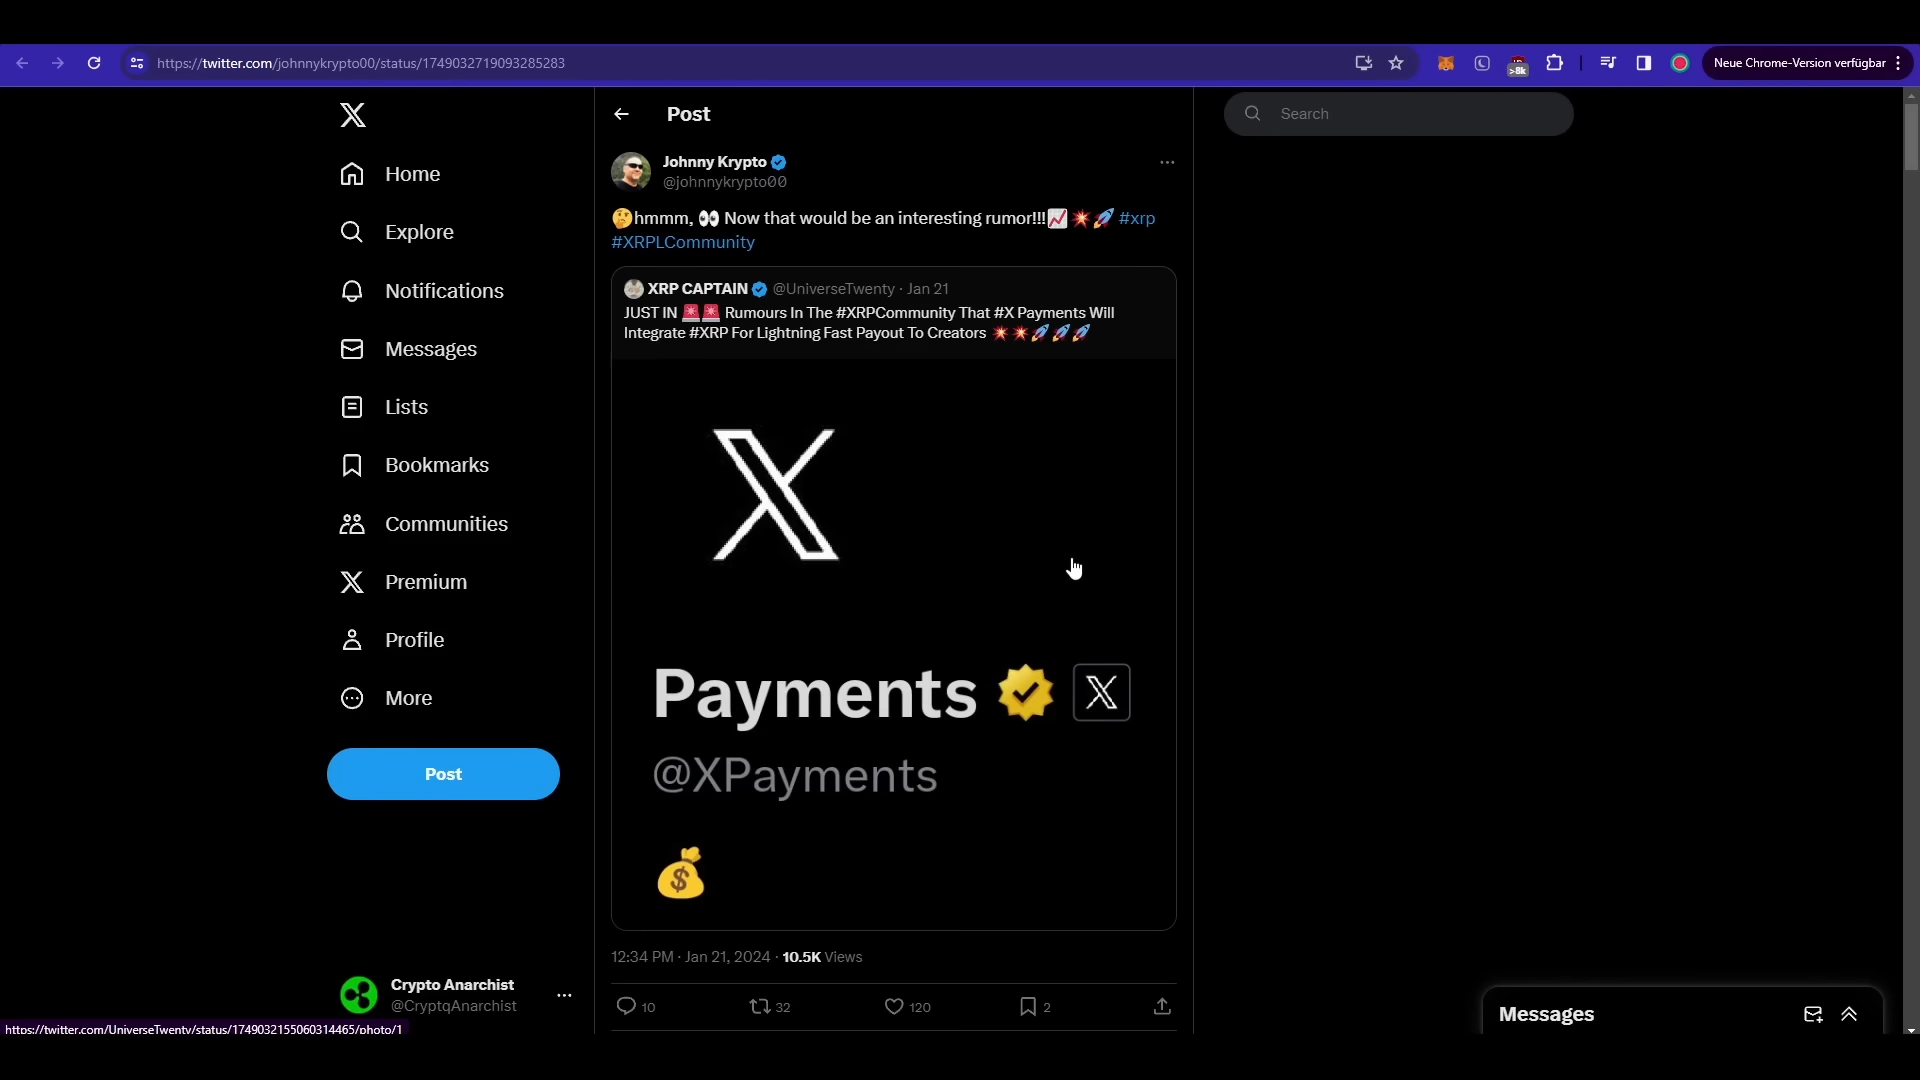 https://twitter.com/johnnykrypto00/status/1749032719093285283
>8k
Neue Chrome-Version verfügbar
Home
Explore
Notifications
Messages
Lists
Bookmarks
Communities
Premium
Profile
More
Post
Crypto Anarchist
@CryptqAnarchist
https://twitter.com/UniverseTwenty/status/1749032155060314465/photo/1
Post
Johnny Krypto
@johnnykrypto00
🤔hmmm, 👀 Now that would be an interesting rumor!!!📈💥🚀 #xrp
#XRPLCommunity
XRP CAPTAIN @UniverseTwenty · Jan 21
JUST IN 🚨🚨 Rumours In The #XRPCommunity That #X Payments Will
Integrate #XRP For Lightning Fast Payout To Creators 💥💥🚀🚀🚀
X
Payments X
@XPayments
12:34 PM · Jan 21, 2024 · 10.5K Views
10 32 120 2
Search
Messages